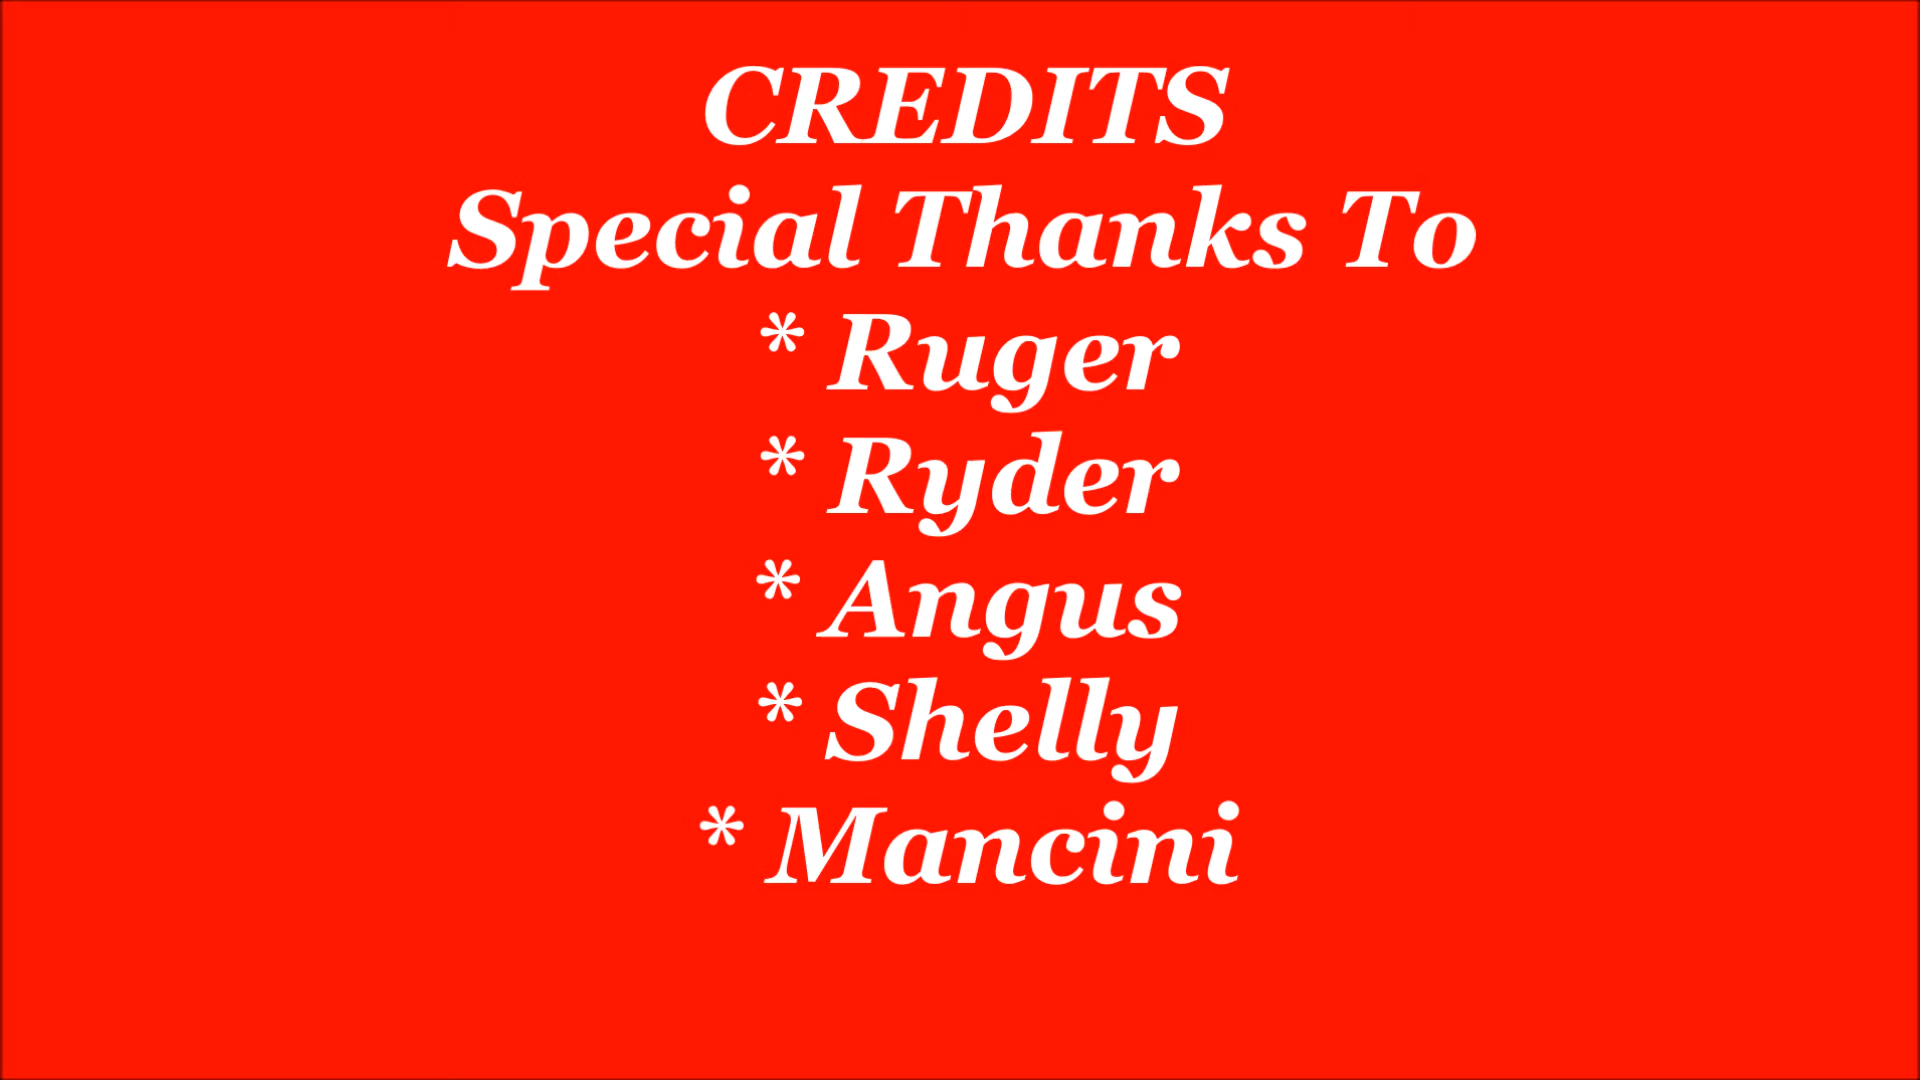 CREDITS
Special Thanks To
* Ruger
* Ryder
* Angus
* Shelly
* Mancini